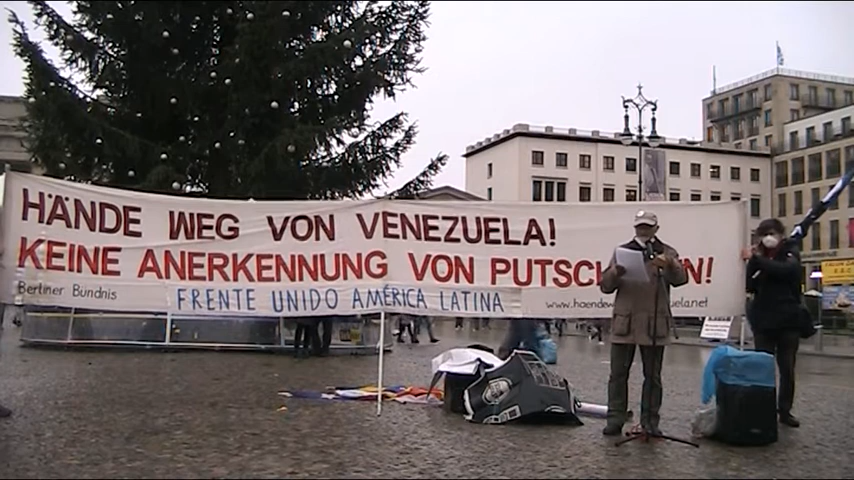 HÄNDE WEG VON VENEZUELA!
KEINE ANERKENNUNG VON
Berliner Bündnis FRENTE UNIDO AMÉRICA LATINA